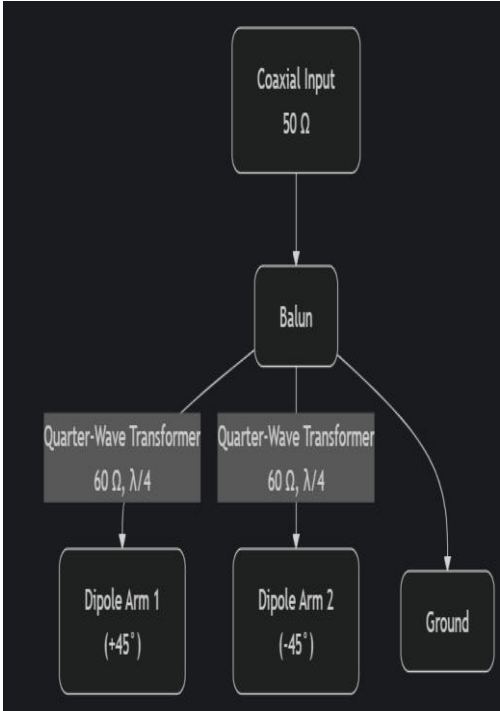 Coaxial Input
50 Ω
Balun
Quarter-Wave Transformer
60 Ω, λ/4
Quarter-Wave Transformer
60 Ω, λ/4
Dipole Arm 1
(+45°)
Dipole Arm 2
(-45°)
Ground